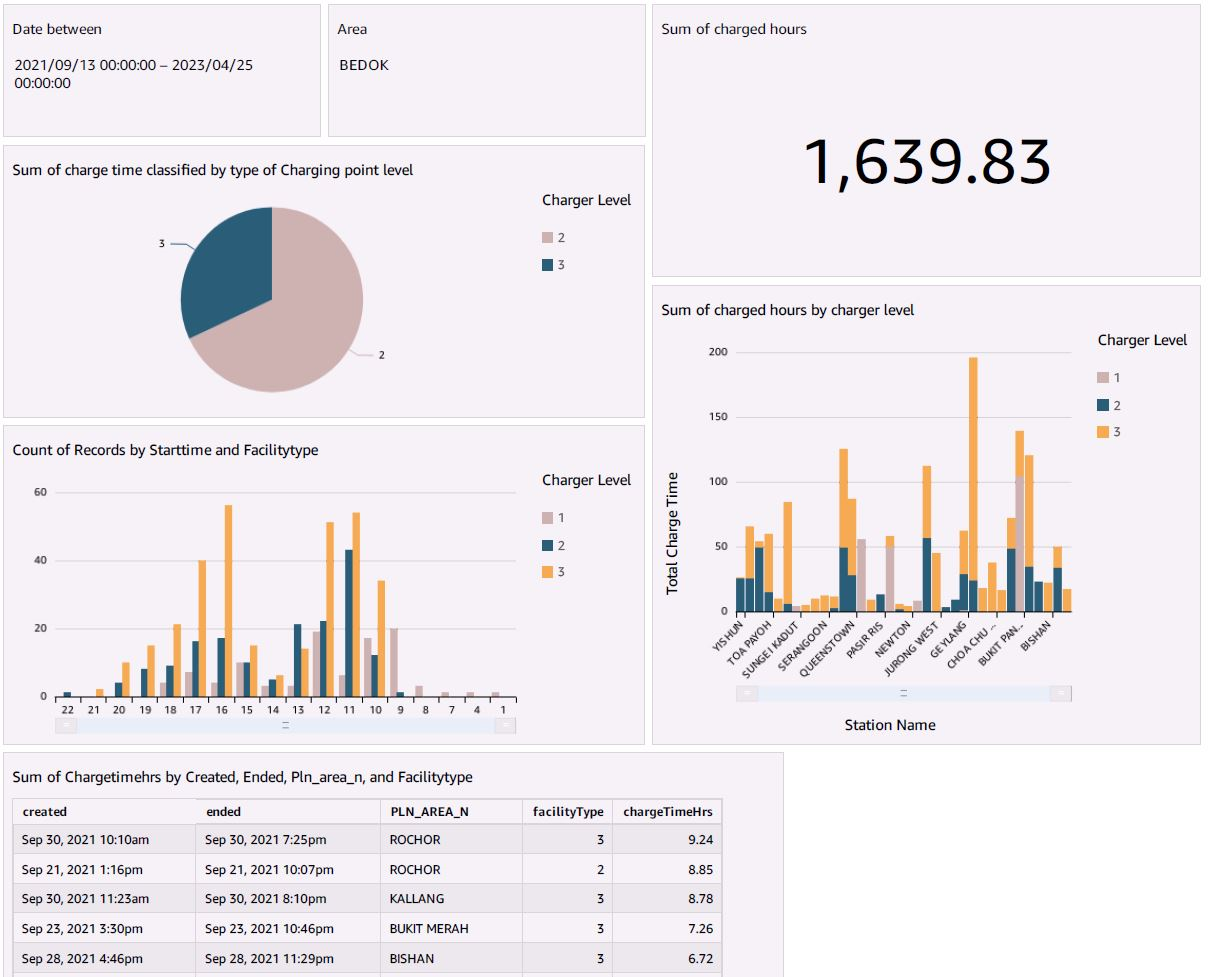 Date between
2021/09/13 00:00:00 – 2023/04/25
00:00:00
Area
BEDOK
Sum of charged hours
1,639.83
Sum of charge time classified by type of Charging point level
Charger Level
2
3
3
2
Sum of charged hours by charger level
Charger Level
1
2
3
200
150
100
50
0
Total Charge Time
YISHUN
TOA PAYOH
SUNGEI KADUT
SERANGOON
QUEENSTOWN
PASIR RIS
NEWTON
JURONG WEST
GEYLANG
CHOA CHU ...
BUKIT PAN...
BISHAN
Station Name
Count of Records by Starttime and Facilitytype
Charger Level
1
2
3
60
40
20
0
22 21 20 19 18 17 16 15 14 13 12 11 10 9 8 7 4 1
Sum of Chargetimehrs by Created, Ended, Pln_area_n, and Facilitytype
created ended PLN_AREA_N facilityType chargeTimeHrs
Sep 30, 2021 10:10am Sep 30, 2021 7:25pm ROCHOR 3 9.24
Sep 21, 2021 1:16pm Sep 21, 2021 10:07pm ROCHOR 2 8.85
Sep 30, 2021 11:23am Sep 30, 2021 8:10pm KALLANG 3 8.78
Sep 23, 2021 3:30pm Sep 23, 2021 10:46pm BUKIT MERAH 3 7.26
Sep 28, 2021 4:46pm Sep 28, 2021 11:29pm BISHAN 3 6.72